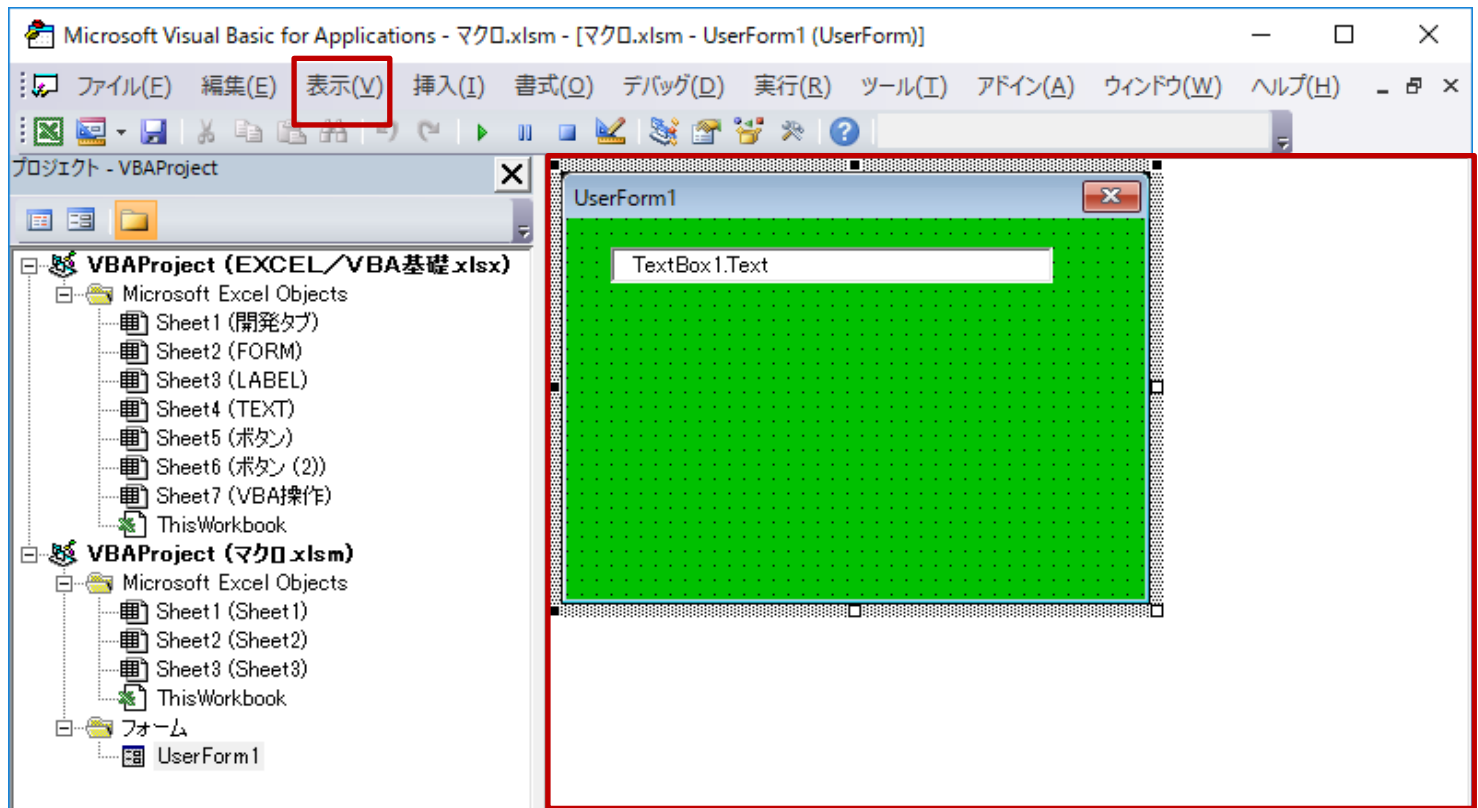 Microsoft Visual Basic for Applications - マクロ.xlsm - [マクロ.xlsm - UserForm1 (UserForm)]
ファイル(F) 編集(E) 表示(V) 挿入(I) 書式(O) デバッグ(D) 実行(R) ツール(T) アドイン(A) ウィンドウ(W) ヘルプ(H)
プロジェクト - VBAProject
VBAProject (EXCEL/VBA基礎.xlsx)
Microsoft Excel Objects
Sheet1 (開発タブ)
Sheet2 (FORM)
Sheet3 (LABEL)
Sheet4 (TEXT)
Sheet5 (ボタン)
Sheet6 (ボタン (2))
Sheet7 (VBA操作)
ThisWorkbook
VBAProject (マクロ.xlsm)
Microsoft Excel Objects
Sheet1 (Sheet1)
Sheet2 (Sheet2)
Sheet3 (Sheet3)
ThisWorkbook
フォーム
UserForm1
UserForm1
TextBox1.Text